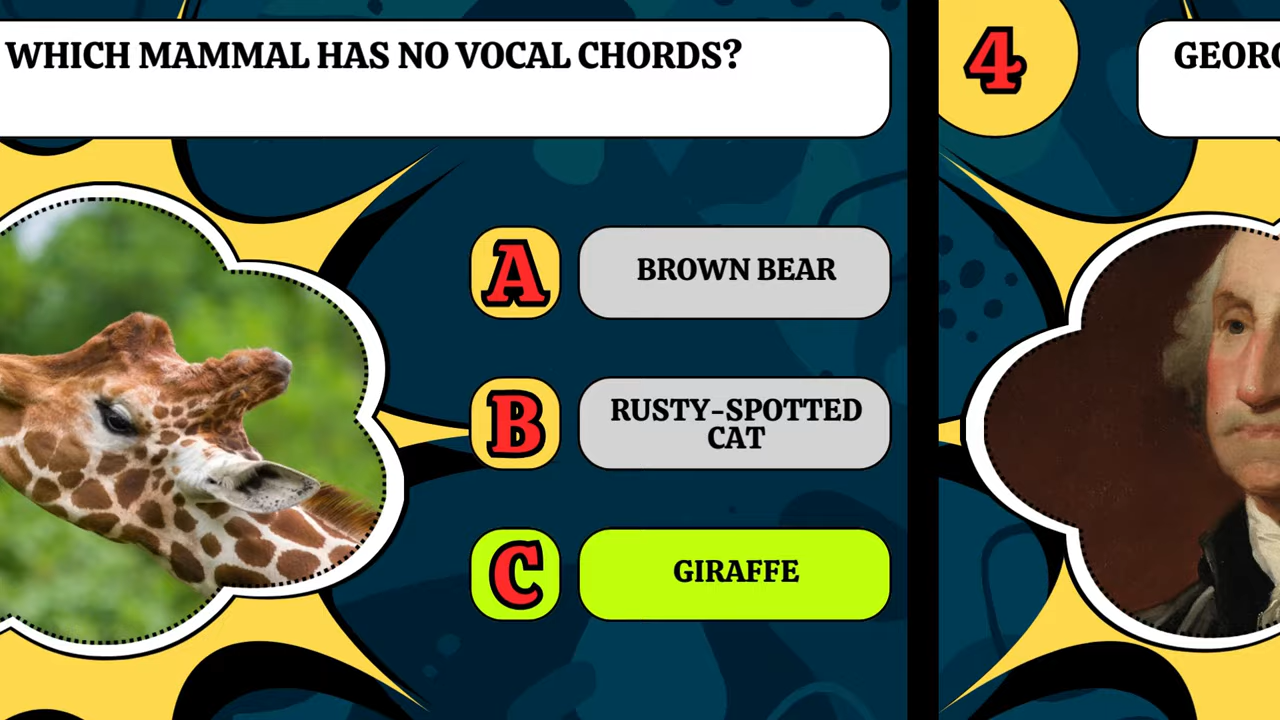 WHICH MAMMAL HAS NO VOCAL CHORDS?
A
BROWN BEAR
B
RUSTY-SPOTTED
CAT
C
GIRAFFE
4